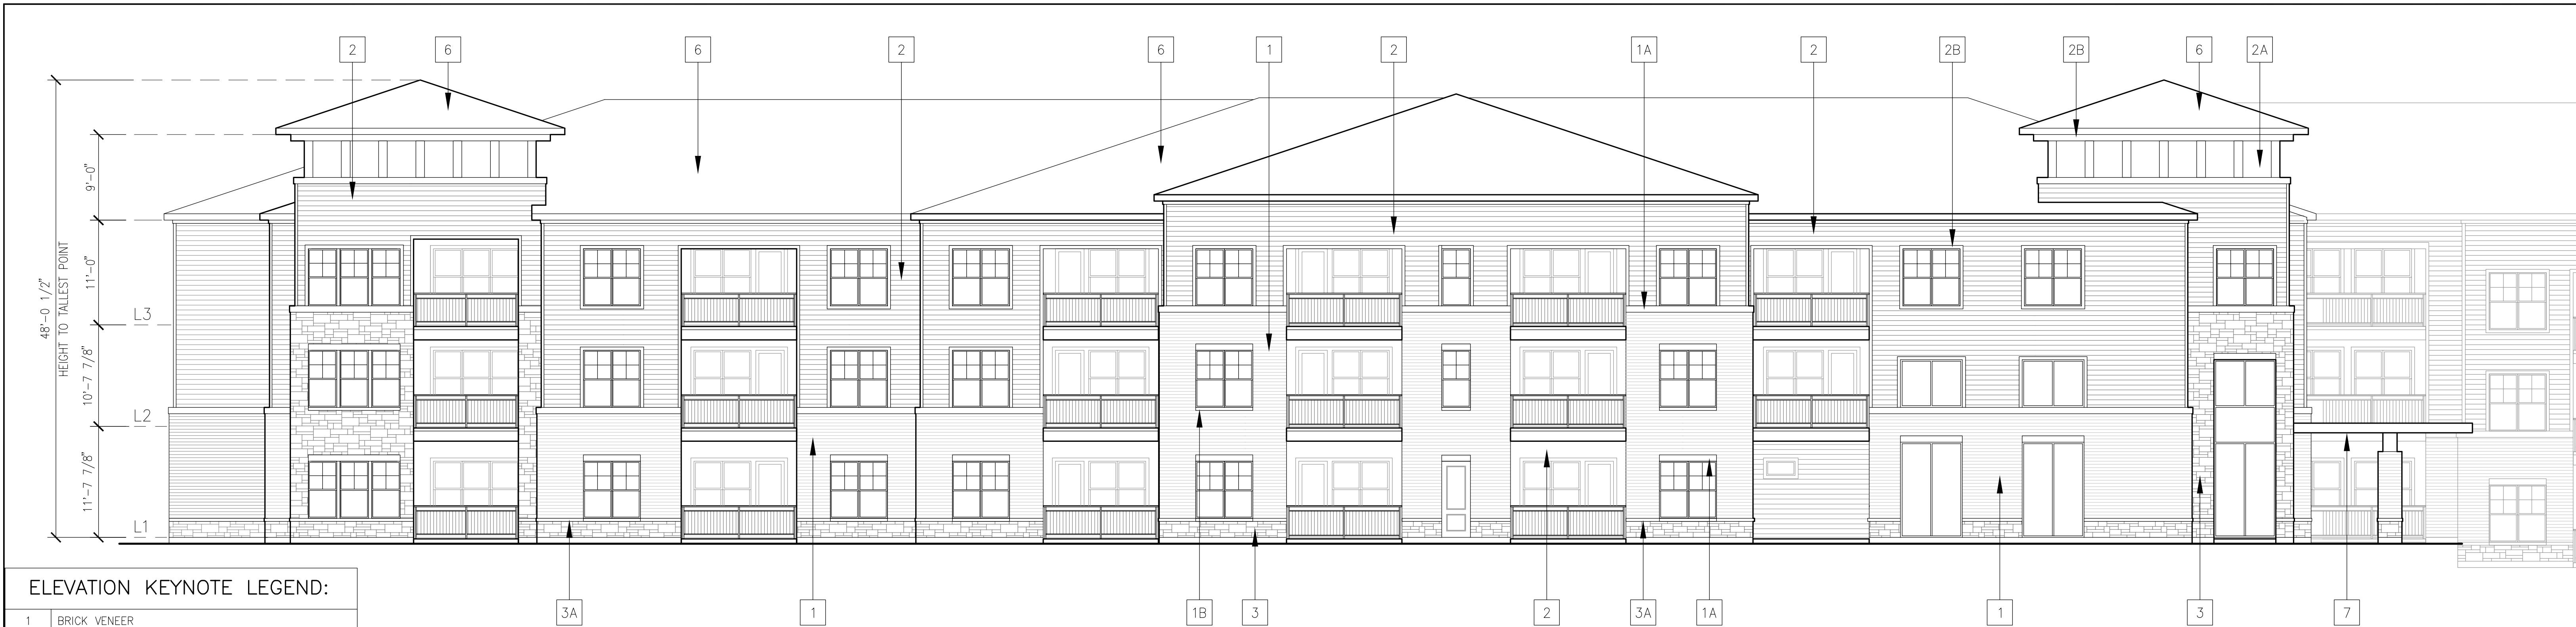 2 6 6 2 6 1 2 1A 2 2B 2B 6 2A
9'-0"
11'-0"
48'-0 1/2"
HEIGHT TO TALLEST POINT
L3
10'-7 7/8"
L2
11'-7 7/8"
L1
ELEVATION KEYNOTE LEGEND:
3A 1 1B 3 2 3A 1A 1 3 7
1 BRICK VENEER